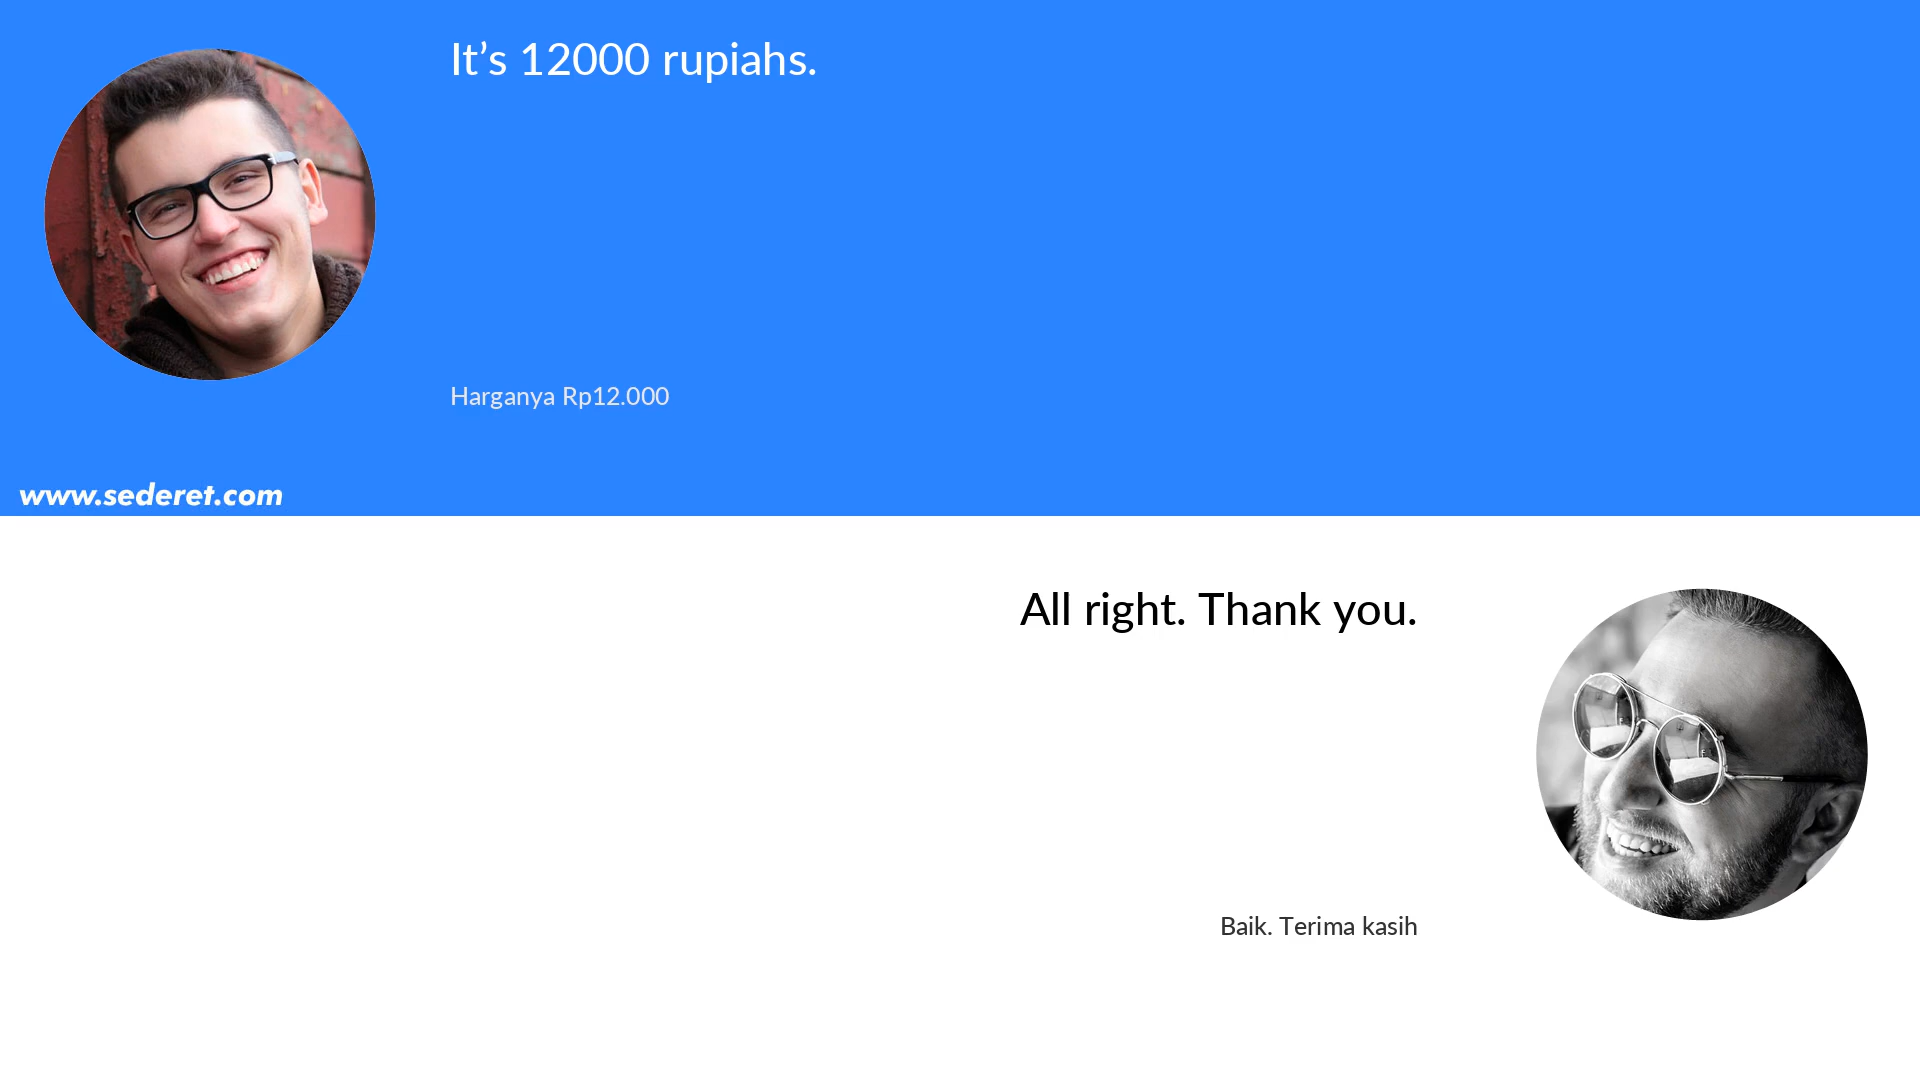 It’s 12000 rupiahs.
Harganya Rp12.000
www.sederet.com
All right. Thank you.
Baik. Terima kasih